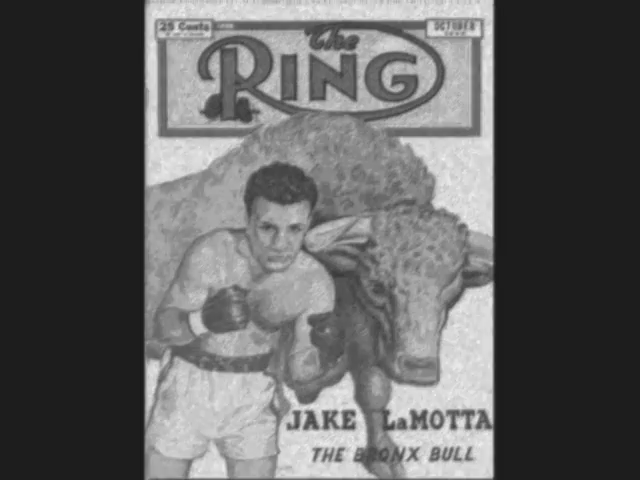 25 Cents
OCTOBER
The
RING
JAKE LaMOTTA
THE BRONX BULL